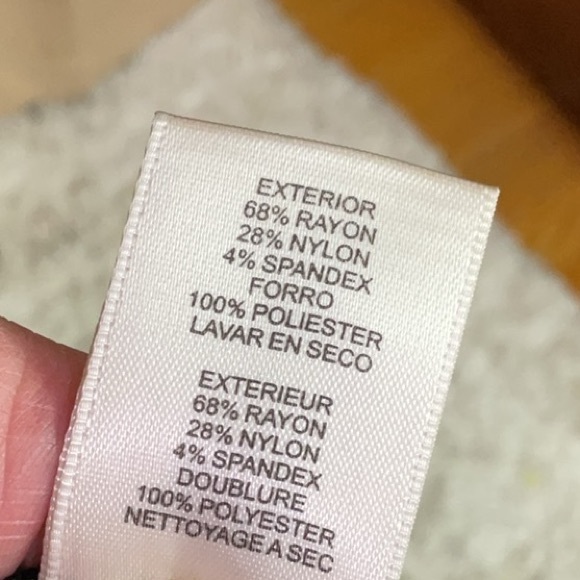 EXTERIOR
68% RAYON
28% NYLON
4% SPANDEX
FORRO
100% POLIESTER
LAVAR EN SECO
EXTERIEUR
68% RAYON
28% NYLON
4% SPANDEX
DOUBLURE
100% POLYESTER
NETTOYAGE A SEC